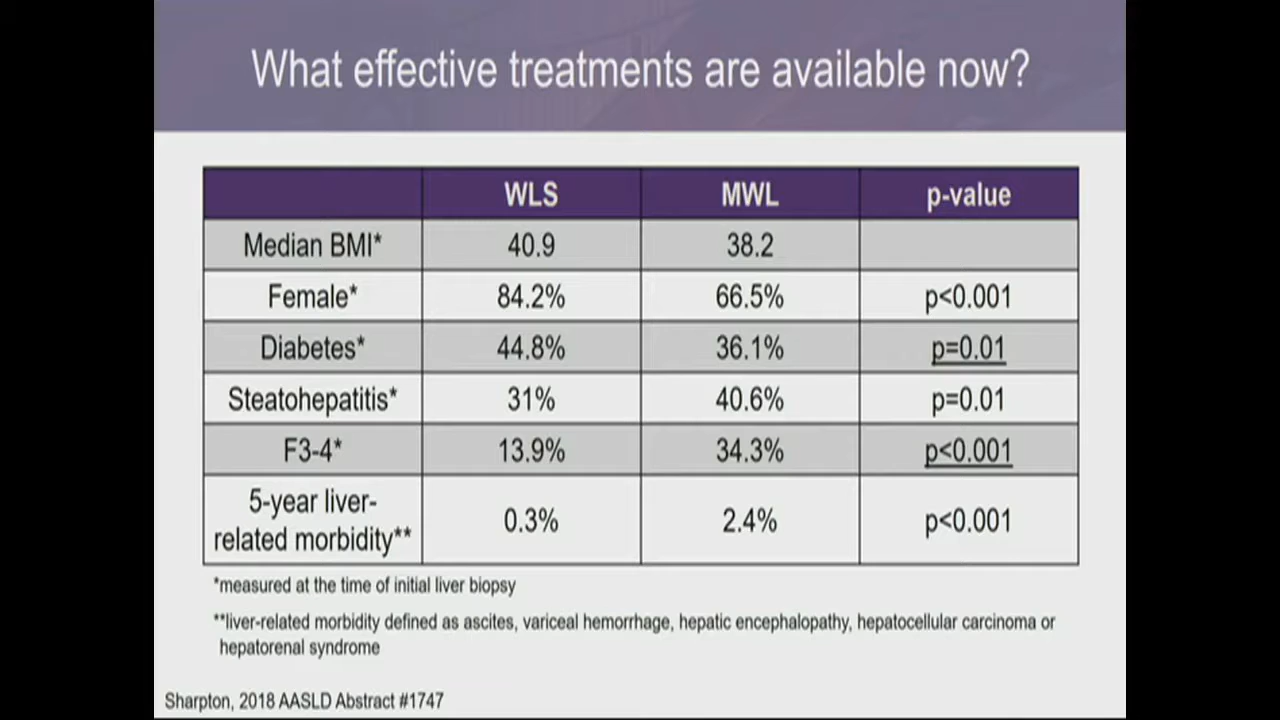 What effective treatments are available now?
WLS MWL p-value
Median BMI* 40.9 38.2
Female* 84.2% 66.5% p<0.001
Diabetes* 44.8% 36.1% p=0.01
Steatohepatitis* 31% 40.6% p=0.01
F3-4* 13.9% 34.3% p<0.001
5-year liver-
related morbidity** 0.3% 2.4% p<0.001
*measured at the time of initial liver biopsy
**liver-related morbidity defined as ascites, variceal hemorrhage, hepatic encephalopathy, hepatocellular carcinoma or
hepatorenal syndrome
Sharpton, 2018 AASLD Abstract #1747